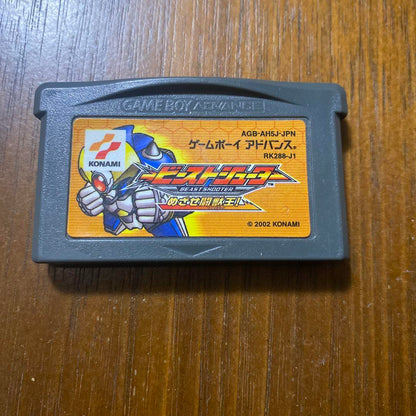 GAME BOY ADVANCE
AGB-AH5J-JPN
ゲームボーイ アドバンス®
RK288-J1
KONAMI
ビーストシューター™
BEAST SHOOTER
めざせ闘獣王!
© 2002 KONAMI